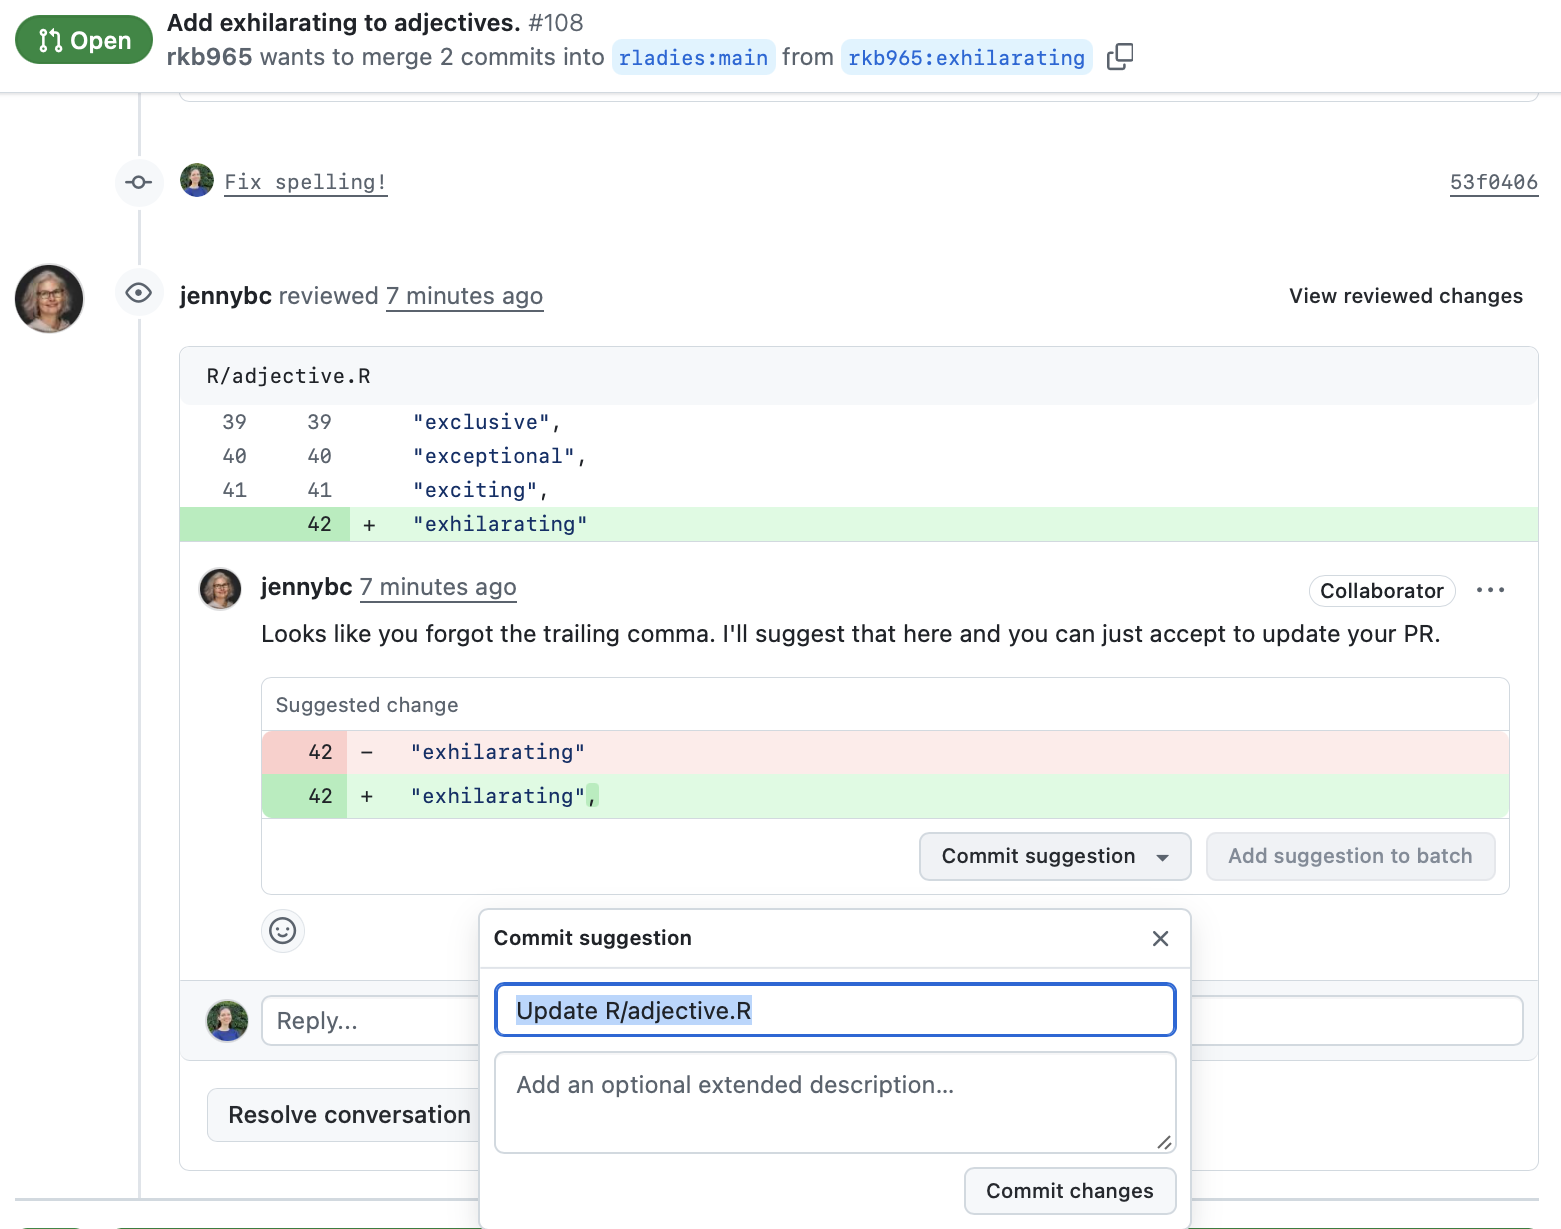 Open
Add exhilarating to adjectives. #108
rkb965 wants to merge 2 commits into rladies:main from rkb965:exhilarating
Fix spelling! 53f0406
jennybc reviewed 7 minutes ago View reviewed changes
R/adjective.R
39 39 "exclusive",
40 40 "exceptional",
41 41 "exciting",
42 + "exhilarating"
jennybc 7 minutes ago Collaborator ...
Looks like you forgot the trailing comma. I'll suggest that here and you can just accept to update your PR.
Suggested change
42 - "exhilarating"
42 + "exhilarating",
Commit suggestion Add suggestion to batch
Commit suggestion
Update R/adjective.R
Reply...
Add an optional extended description...
Resolve conversation
Commit changes